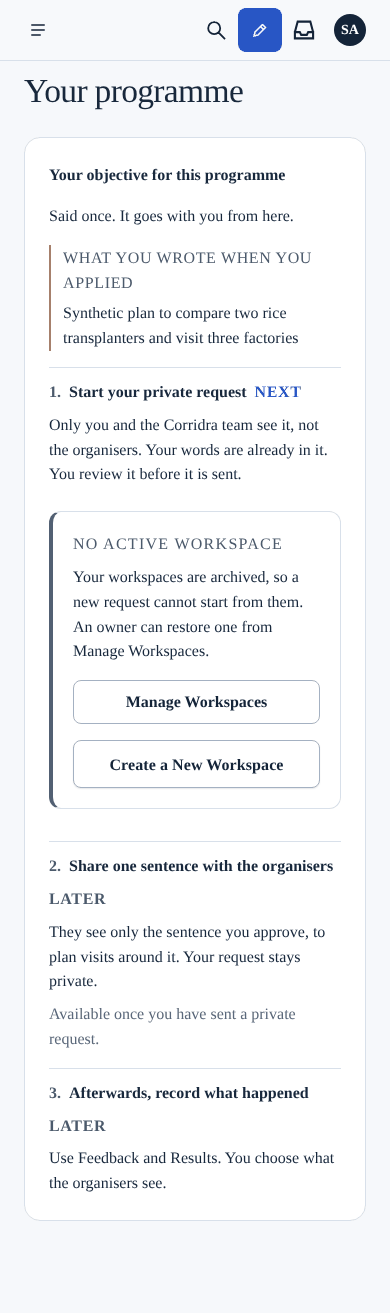 SA
Your programme
Your objective for this programme
Said once. It goes with you from here.
WHAT YOU WROTE WHEN YOU
APPLIED
Synthetic plan to compare two rice
transplanters and visit three factories
1. Start your private request NEXT
Only you and the Corridra team see it, not
the organisers. Your words are already in it.
You review it before it is sent.
NO ACTIVE WORKSPACE
Your workspaces are archived, so a
new request cannot start from them.
An owner can restore one from
Manage Workspaces.
Manage Workspaces
Create a New Workspace
2. Share one sentence with the organisers
LATER
They see only the sentence you approve, to
plan visits around it. Your request stays
private.
Available once you have sent a private
request.
3. Afterwards, record what happened
LATER
Use Feedback and Results. You choose what
the organisers see.